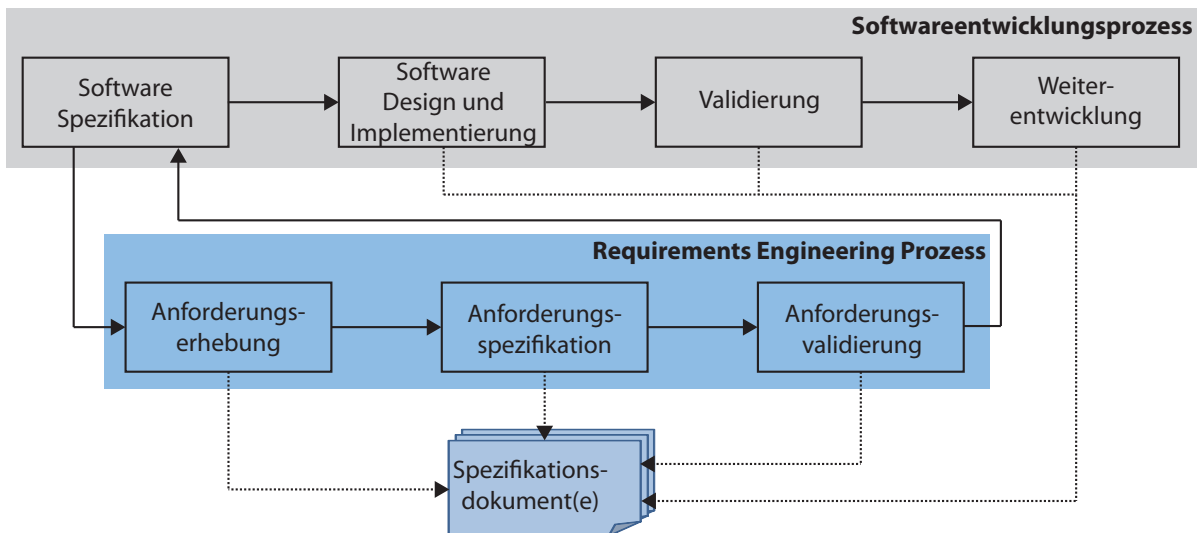 Softwareentwicklungsprozess
Software
Spezifikation
Software
Design und
Implementierung
Validierung
Weiter-
entwicklung
Requirements Engineering Prozess
Anforderungs-
erhebung
Anforderungs-
spezifikation
Anforderungs-
validierung
Spezifikations-
dokument(e)